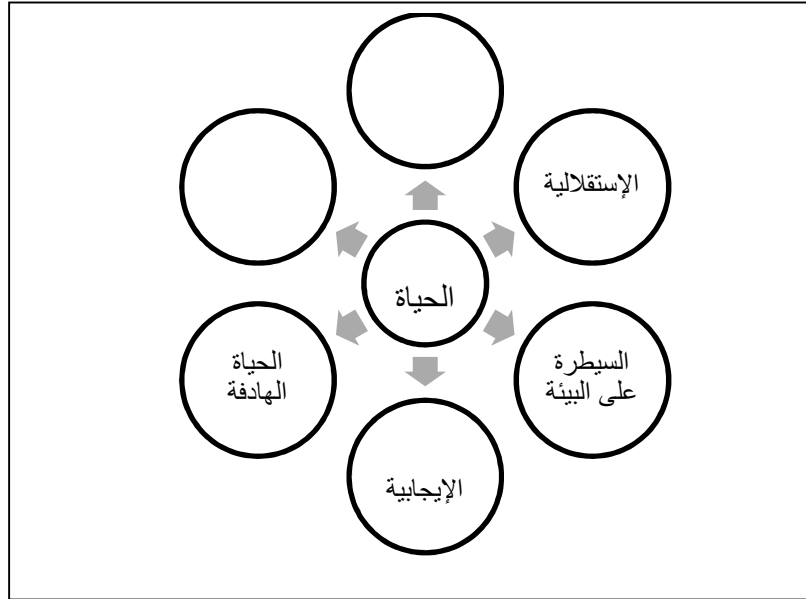 الإستقلالية
الحياة
السيطرة
على البيئة
الحياة
الهادفة
الإيجابية